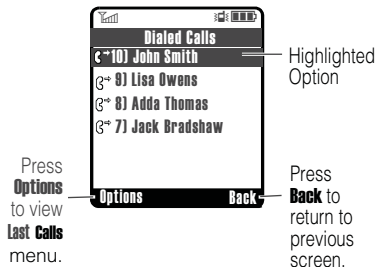 Dialed Calls
10) John Smith
9) Lisa Owens
8) Adda Thomas
7) Jack Bradshaw
Options
Back
Highlighted
Option
Press
Options
to view
Last Calls
menu.
Press
Back to
return to
previous
screen.